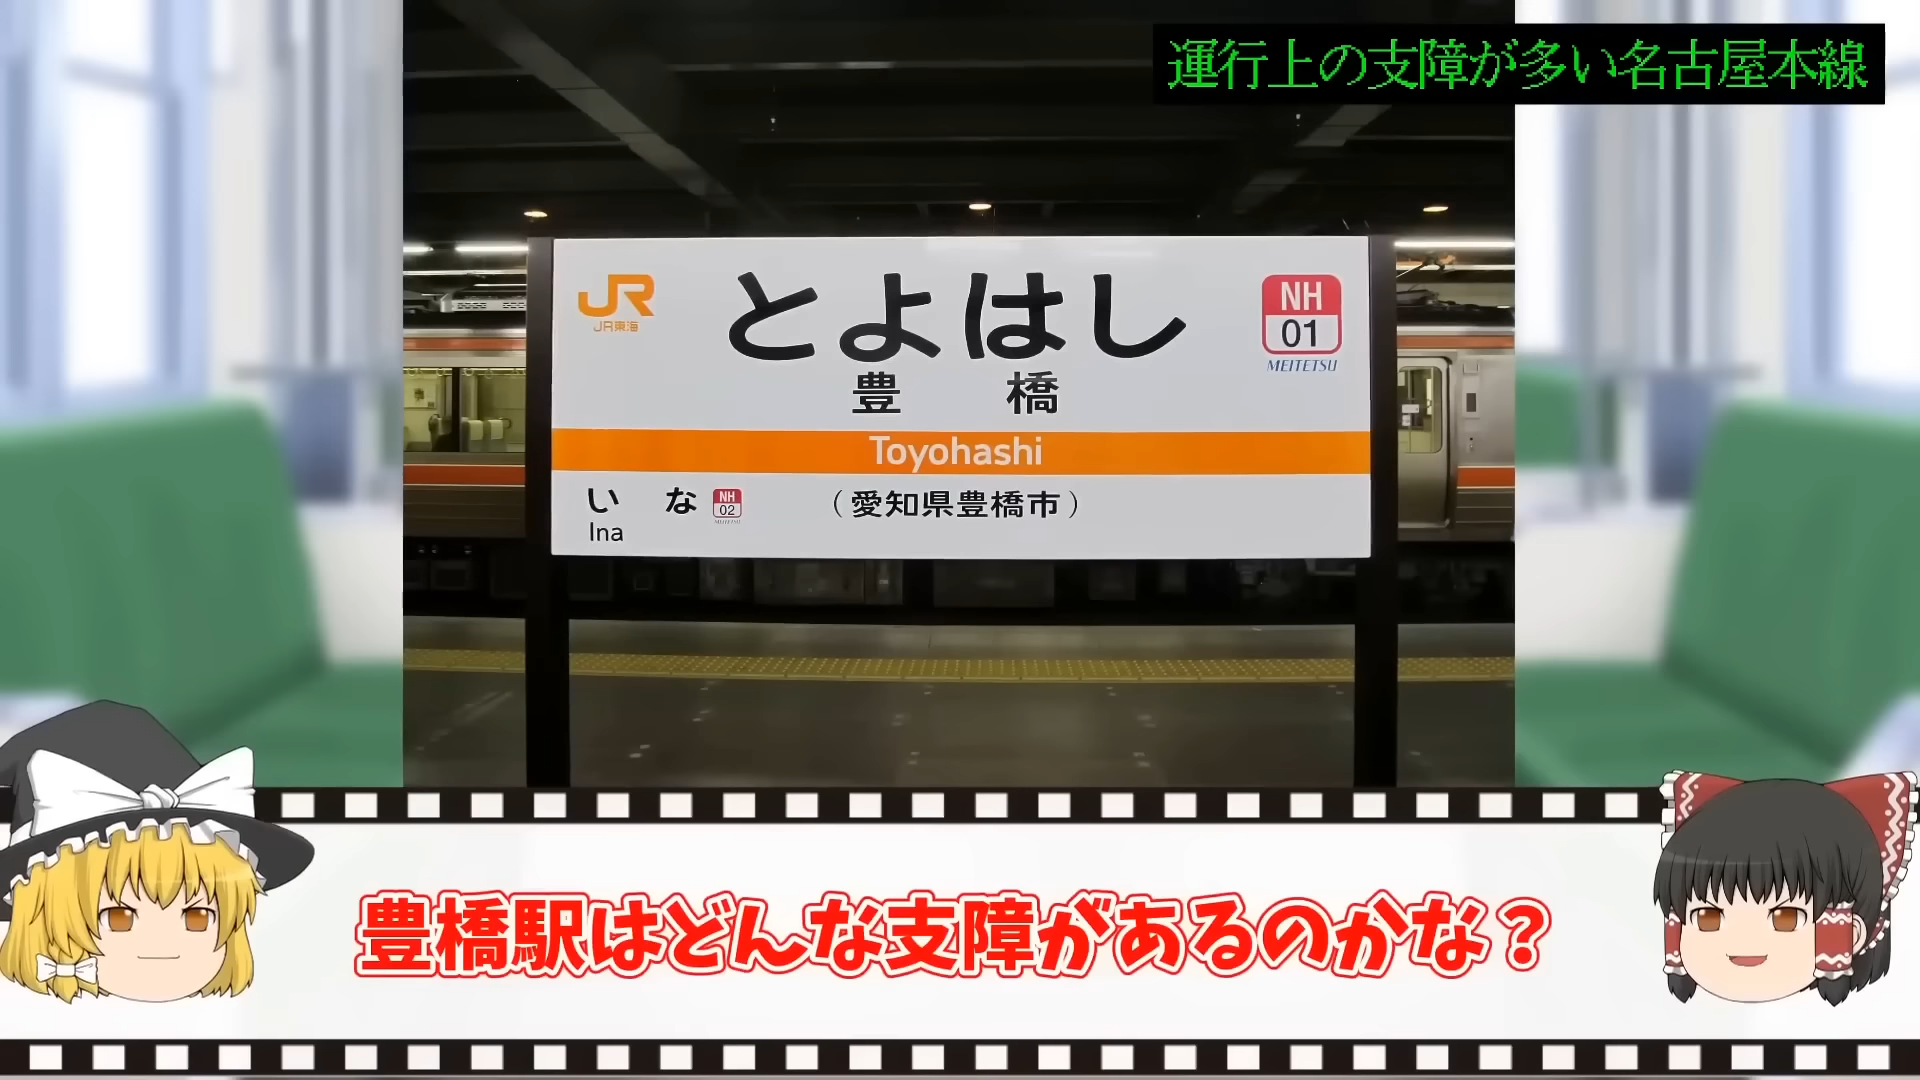 運行上の支障が多い名古屋本線
JR
JR東海
とよはし
NH
01
MEITETSU
豊橋
Toyohashi
いな
NH
02
(愛知県豊橋市)
Ina
豊橋駅はどんな支障があるのかな?